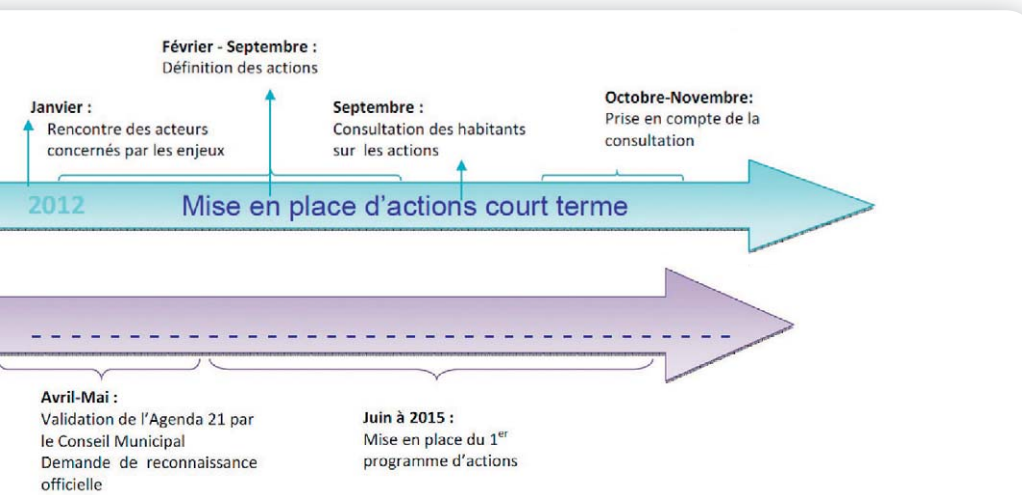 Février - Septembre :
Définition des actions
Janvier :
Rencontre des acteurs
concernés par les enjeux
Septembre :
Consultation des habitants
sur les actions
Octobre-Novembre:
Prise en compte de la
consultation
2012
Mise en place d'actions court terme
Avril-Mai :
Validation de l'Agenda 21 par
le Conseil Municipal
Demande de reconnaissance
officielle
Juin à 2015 :
Mise en place du 1er
programme d'actions